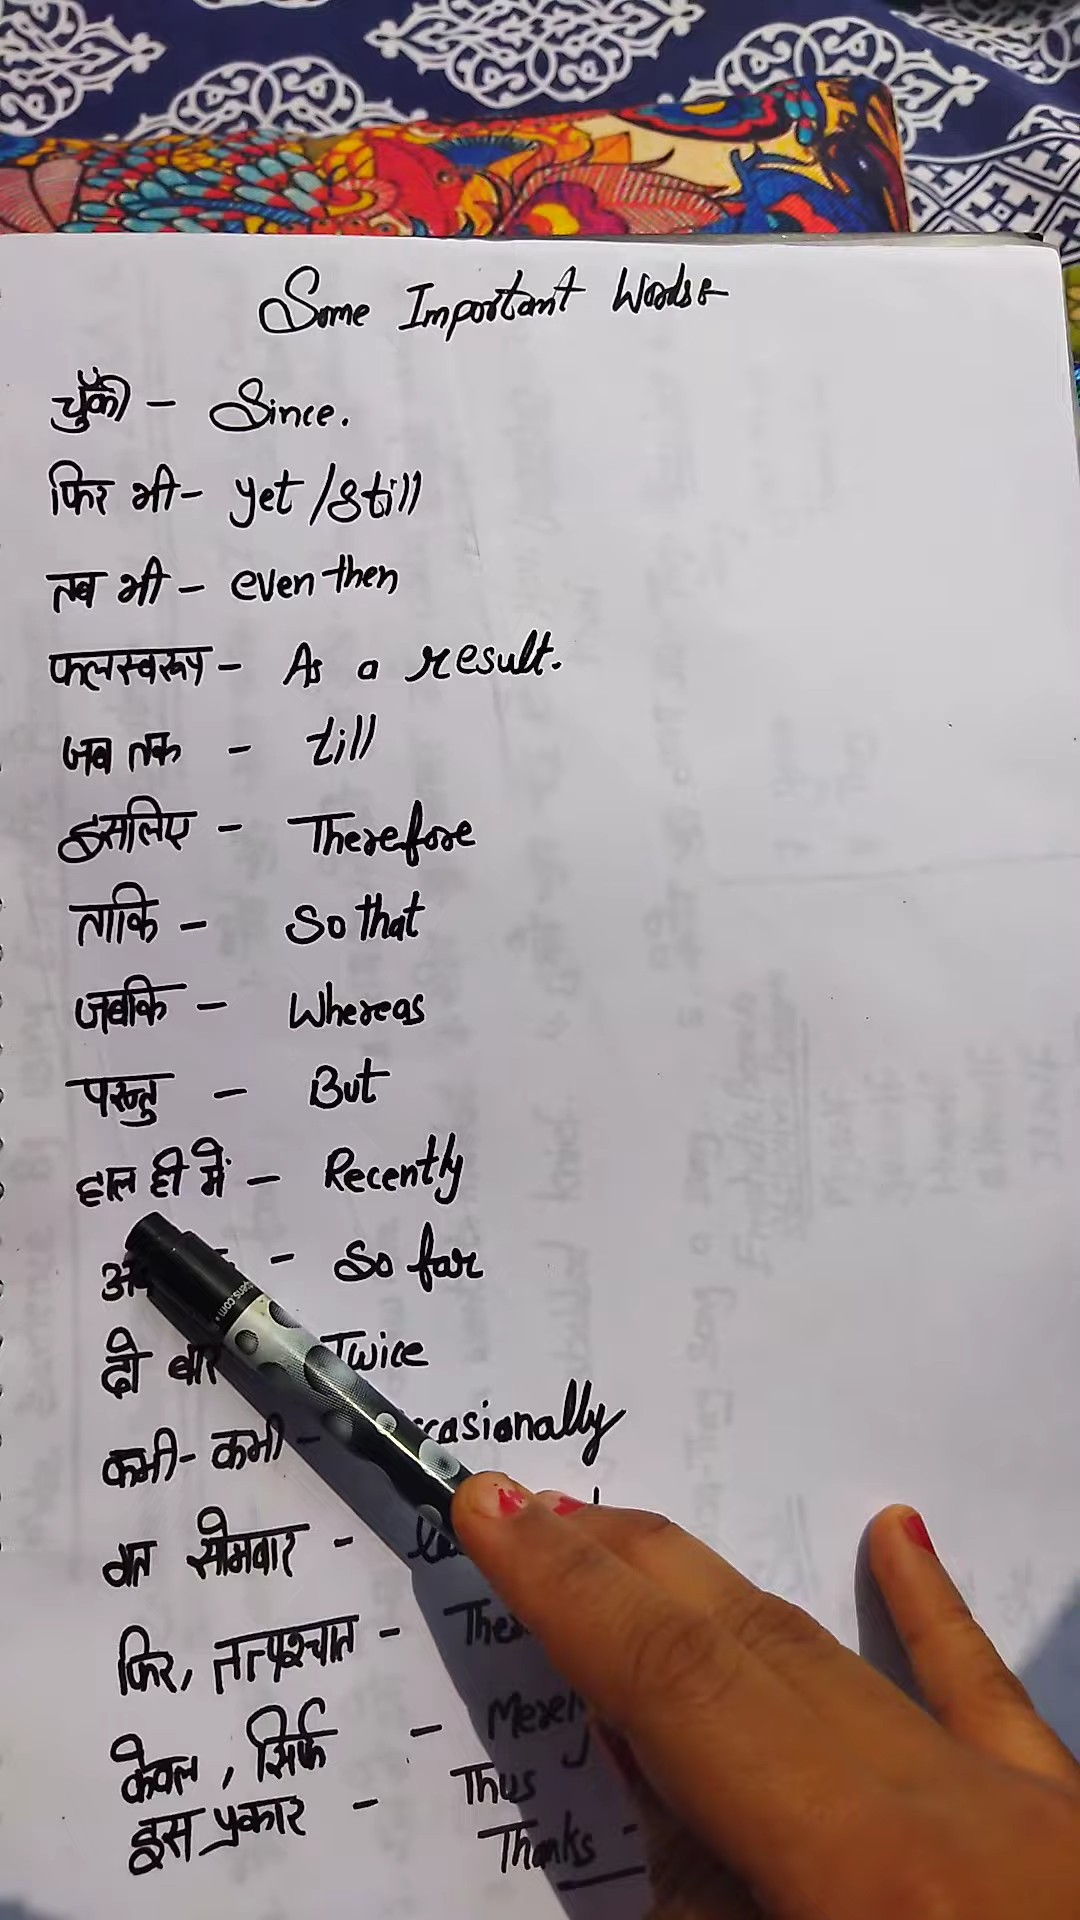 Some Important Words
चुँकी - Since.
फिर भी - yet/still
तब भी - even then
फलस्वरूप - As a result.
जब तक - till
इसलिए - Therefore
ताकि - So that
जबकि - Whereas
परन्तु - But
हाल ही में - Recently
- So far
दो बार Twice
कभी-कभी -
गत सोमवार -
फिर, तत्पश्चात -
केवल, सिर्फ - Merely
इस प्रकार - Thus
Thanks -